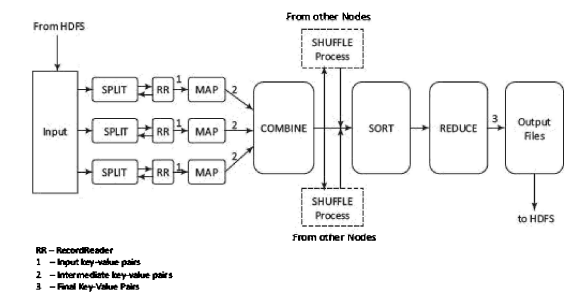 From other Nodes
From HDFS
SHUFFLE
Process
1
SPLIT
RR
MAP
2
Input
SPLIT
RR
1
MAP
2
COMBINE
SORT
REDUCE
3
Output
Files
SPLIT
RR
1
MAP
2
SHUFFLE
Process
to HDFS
From other Nodes
RR – RecordReader
1 – Input key-value pairs
2 – Intermediate key-value pairs
3 – Final Key-Value Pairs